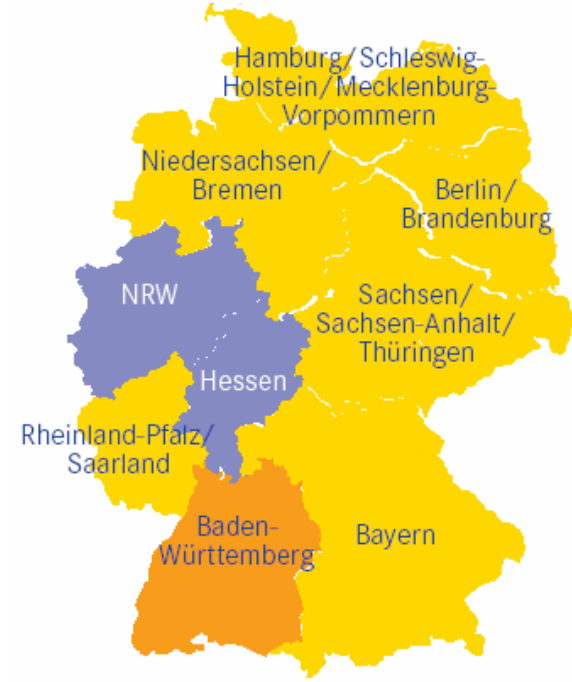 Hamburg/Schleswig-
Holstein/Mecklenburg-
Vorpommern
Niedersachsen/
Bremen
Berlin/
Brandenburg
NRW
Sachsen/
Sachsen-Anhalt/
Thüringen
Hessen
Rheinland-Pfalz/
Saarland
Baden-
Württemberg
Bayern